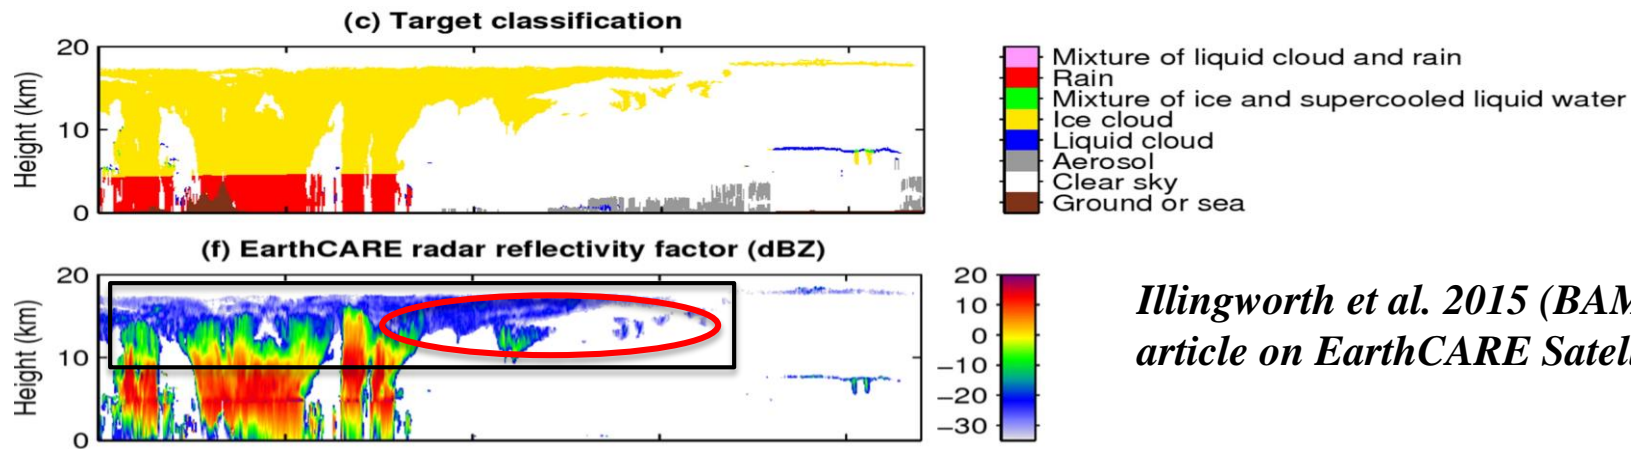 (c) Target classification
20
10
0
Height (km)
Mixture of liquid cloud and rain
Rain
Mixture of ice and supercooled liquid water
Ice cloud
Liquid cloud
Aerosol
Clear sky
Ground or sea
(f) EarthCARE radar reflectivity factor (dBZ)
20
10
0
Height (km)
20
10
0
−10
−20
−30
Illingworth et al. 2015 (BAM
article on EarthCARE Satel